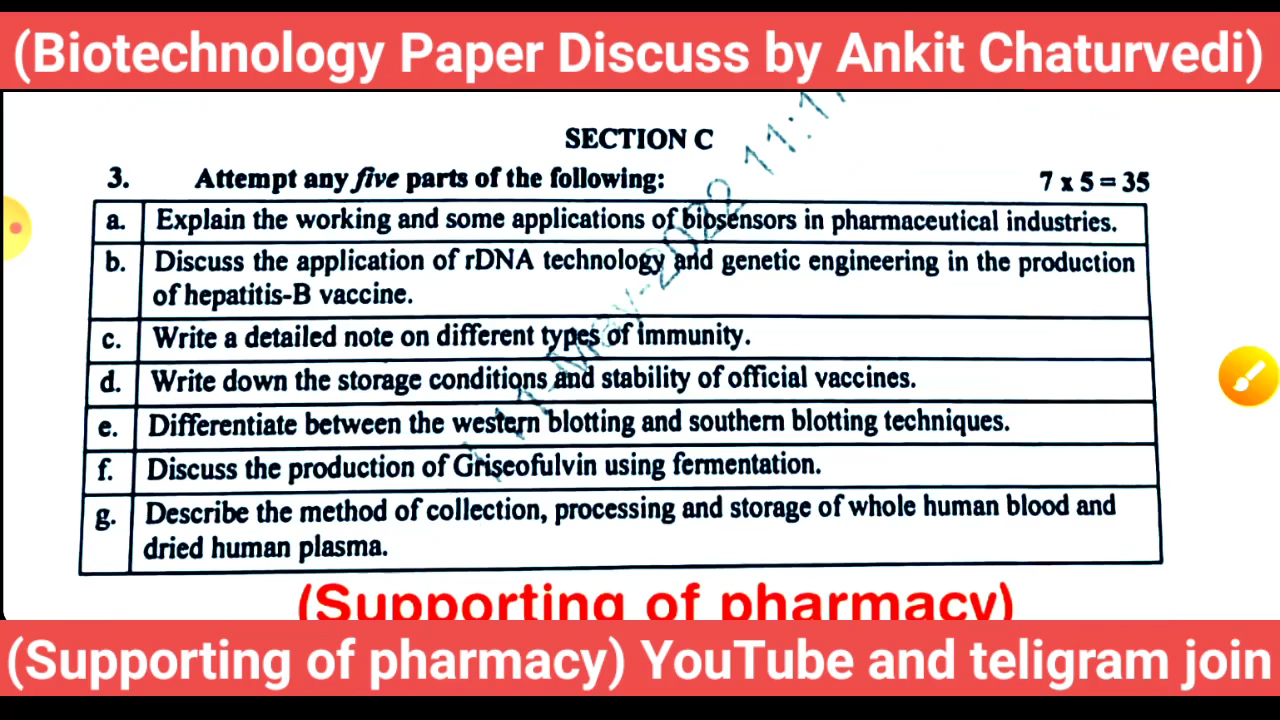 (Biotechnology Paper Discuss by Ankit Chaturvedi)
SECTION C
3. Attempt any five parts of the following: 7 x 5 = 35
a. Explain the working and some applications of biosensors in pharmaceutical industries.
b. Discuss the application of rDNA technology and genetic engineering in the production
of hepatitis-B vaccine.
c. Write a detailed note on different types of immunity.
d. Write down the storage conditions and stability of official vaccines.
e. Differentiate between the western blotting and southern blotting techniques.
f. Discuss the production of Griseofulvin using fermentation.
g. Describe the method of collection, processing and storage of whole human blood and
dried human plasma.
(Supporting of pharmacy)
(Supporting of pharmacy) YouTube and teligram join